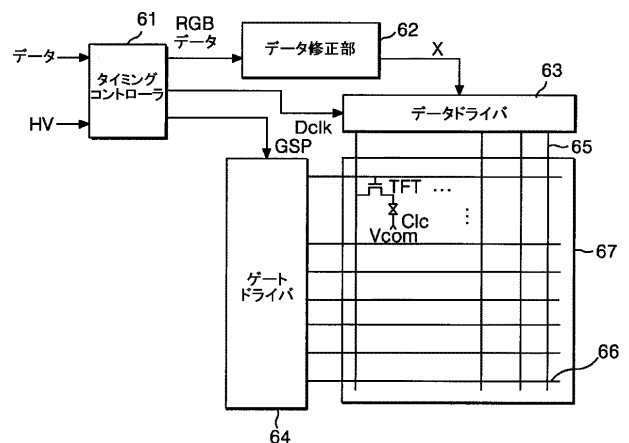 61
RGB
データ
データ
タイミング
コントローラ
HV
データ修正部
62
X
63
データドライバ
Dclk
GSP
65
TFT …
⋮
Clc
Vcom
67
ゲート
ドライバ
66
64